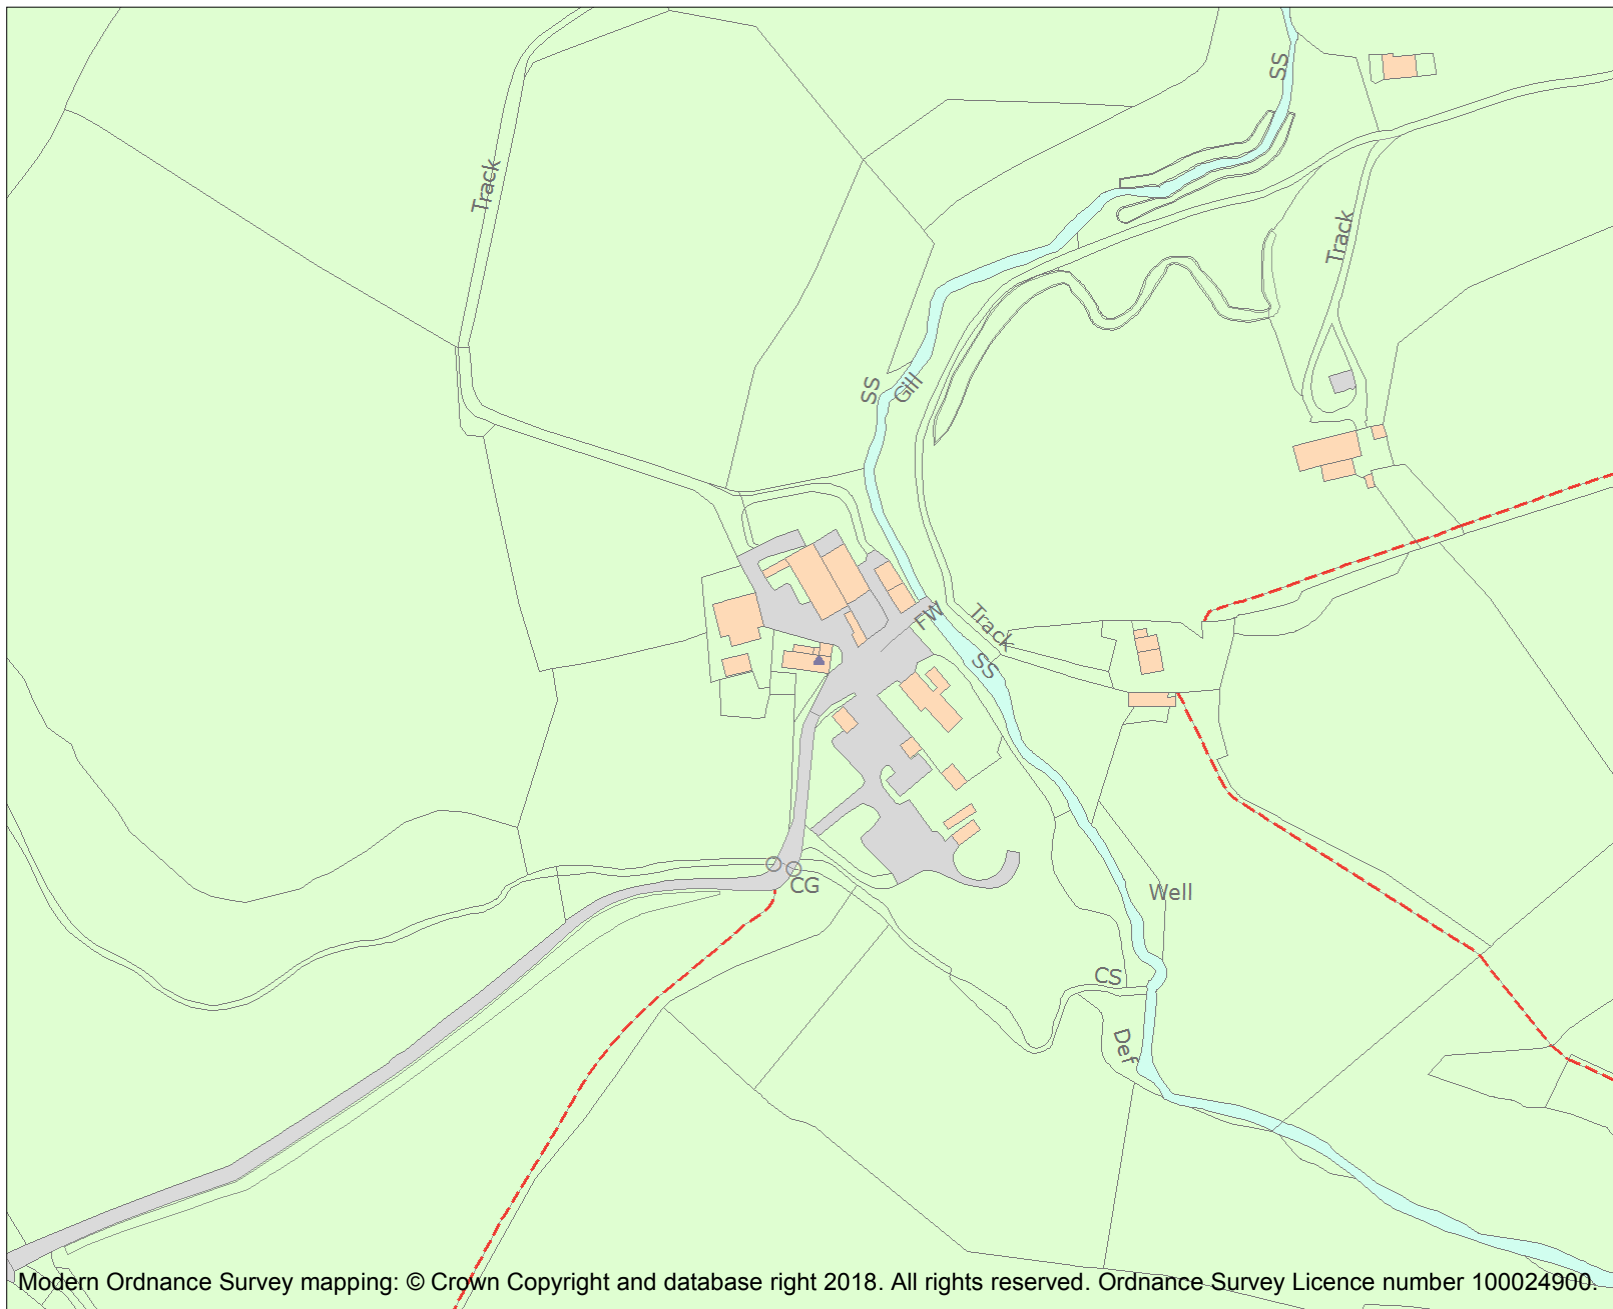 SS
Track
Track
SS
Gill
FW
Track
SS
CG
Well
CS
Def
Modern Ordnance Survey mapping: © Crown Copyright and database right 2018. All rights reserved. Ordnance Survey Licence number 100024900.